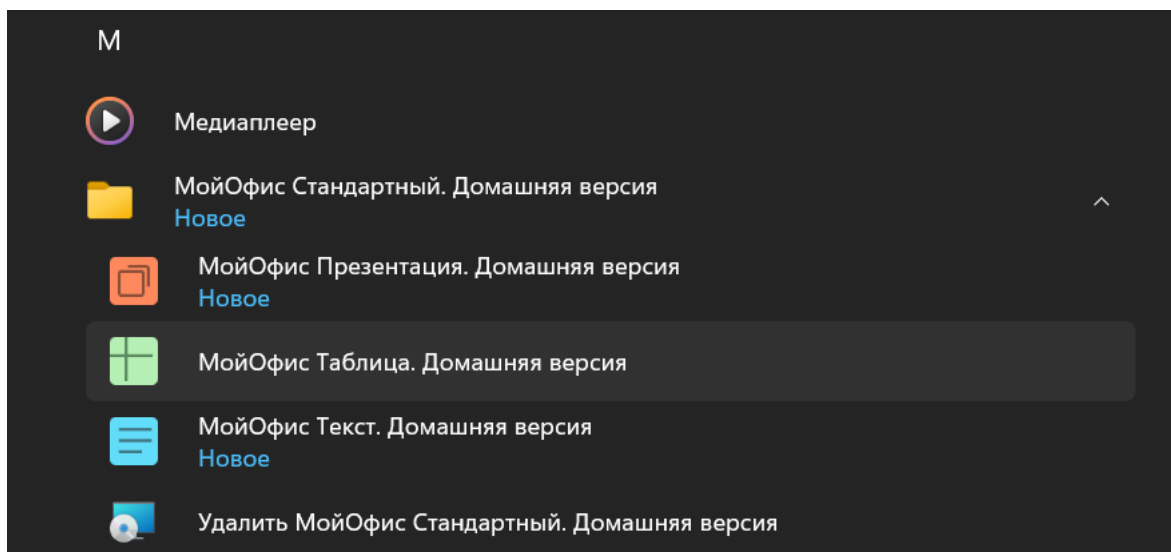 М
Медиаплеер
МойОфис Стандартный. Домашняя версия
Новое
МойОфис Презентация. Домашняя версия
Новое
МойОфис Таблица. Домашняя версия
МойОфис Текст. Домашняя версия
Новое
Удалить МойОфис Стандартный. Домашняя версия